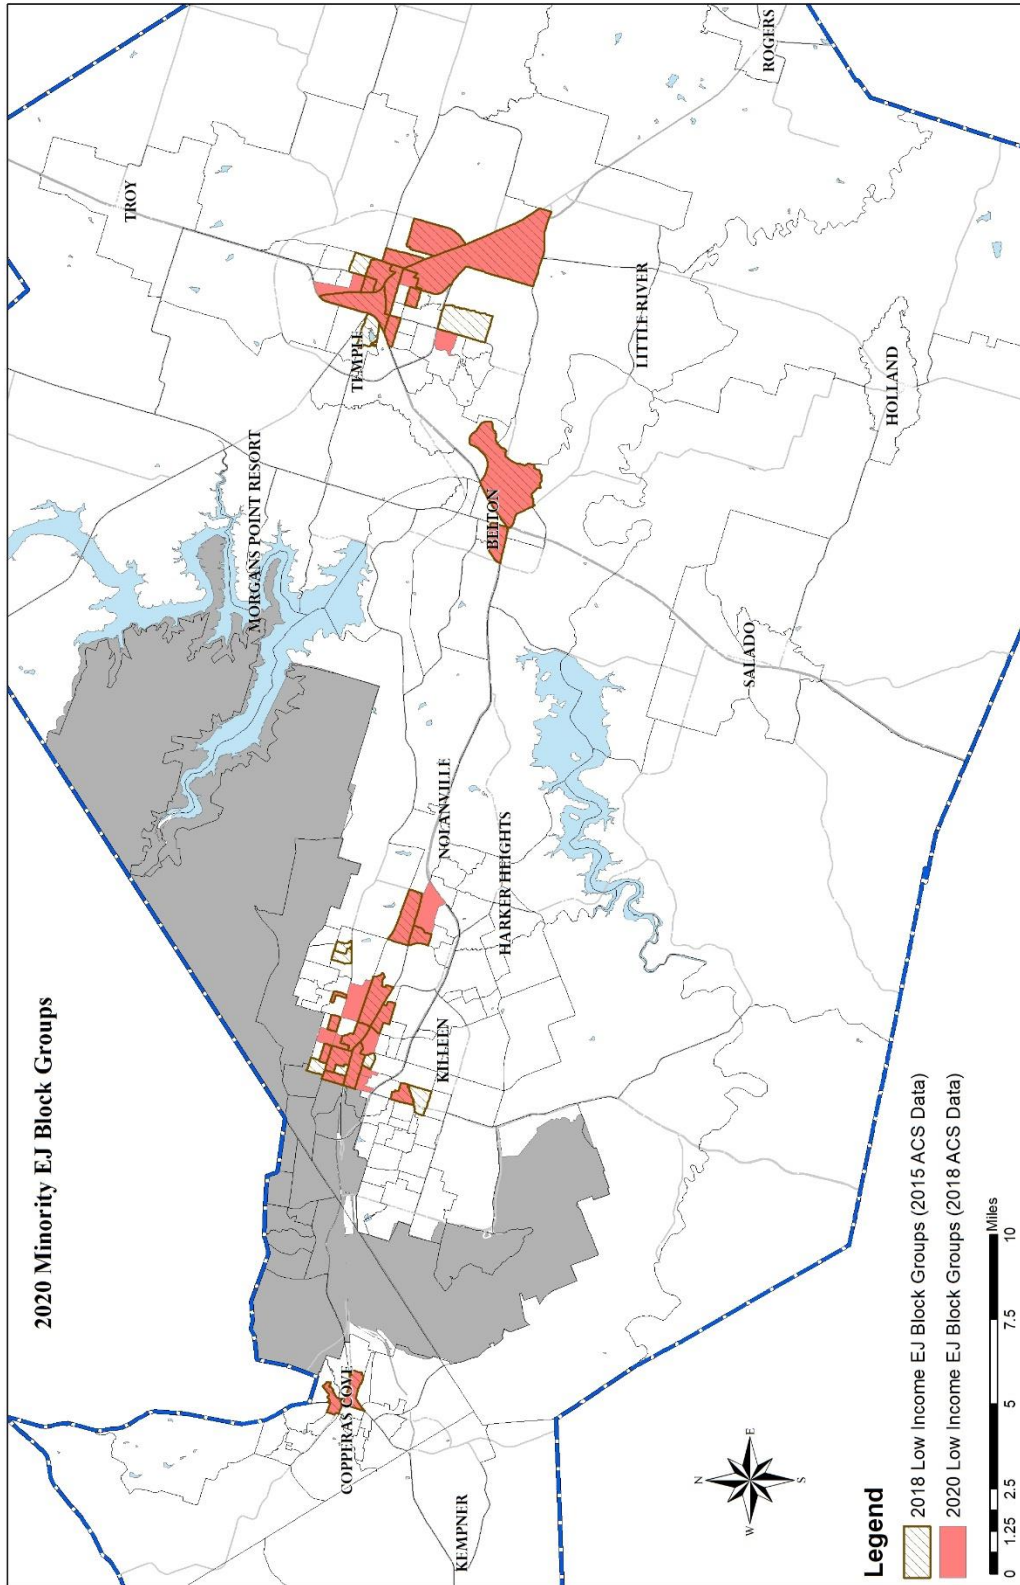 2020 Minority EJ Block Groups
TROY
ROGERS
TEMPLE
MORGANS POINT RESORT
LITTLE RIVER
BELTON
HOLLAND
SALADO
NOLANVILLE
HARKER HEIGHTS
KILLEEN
COPPERAS COVE
KEMPNER
N
W
E
S
Legend
2018 Low Income EJ Block Groups (2015 ACS Data)
2020 Low Income EJ Block Groups (2018 ACS Data)
0 1.25 2.5 5 7.5 10
Miles